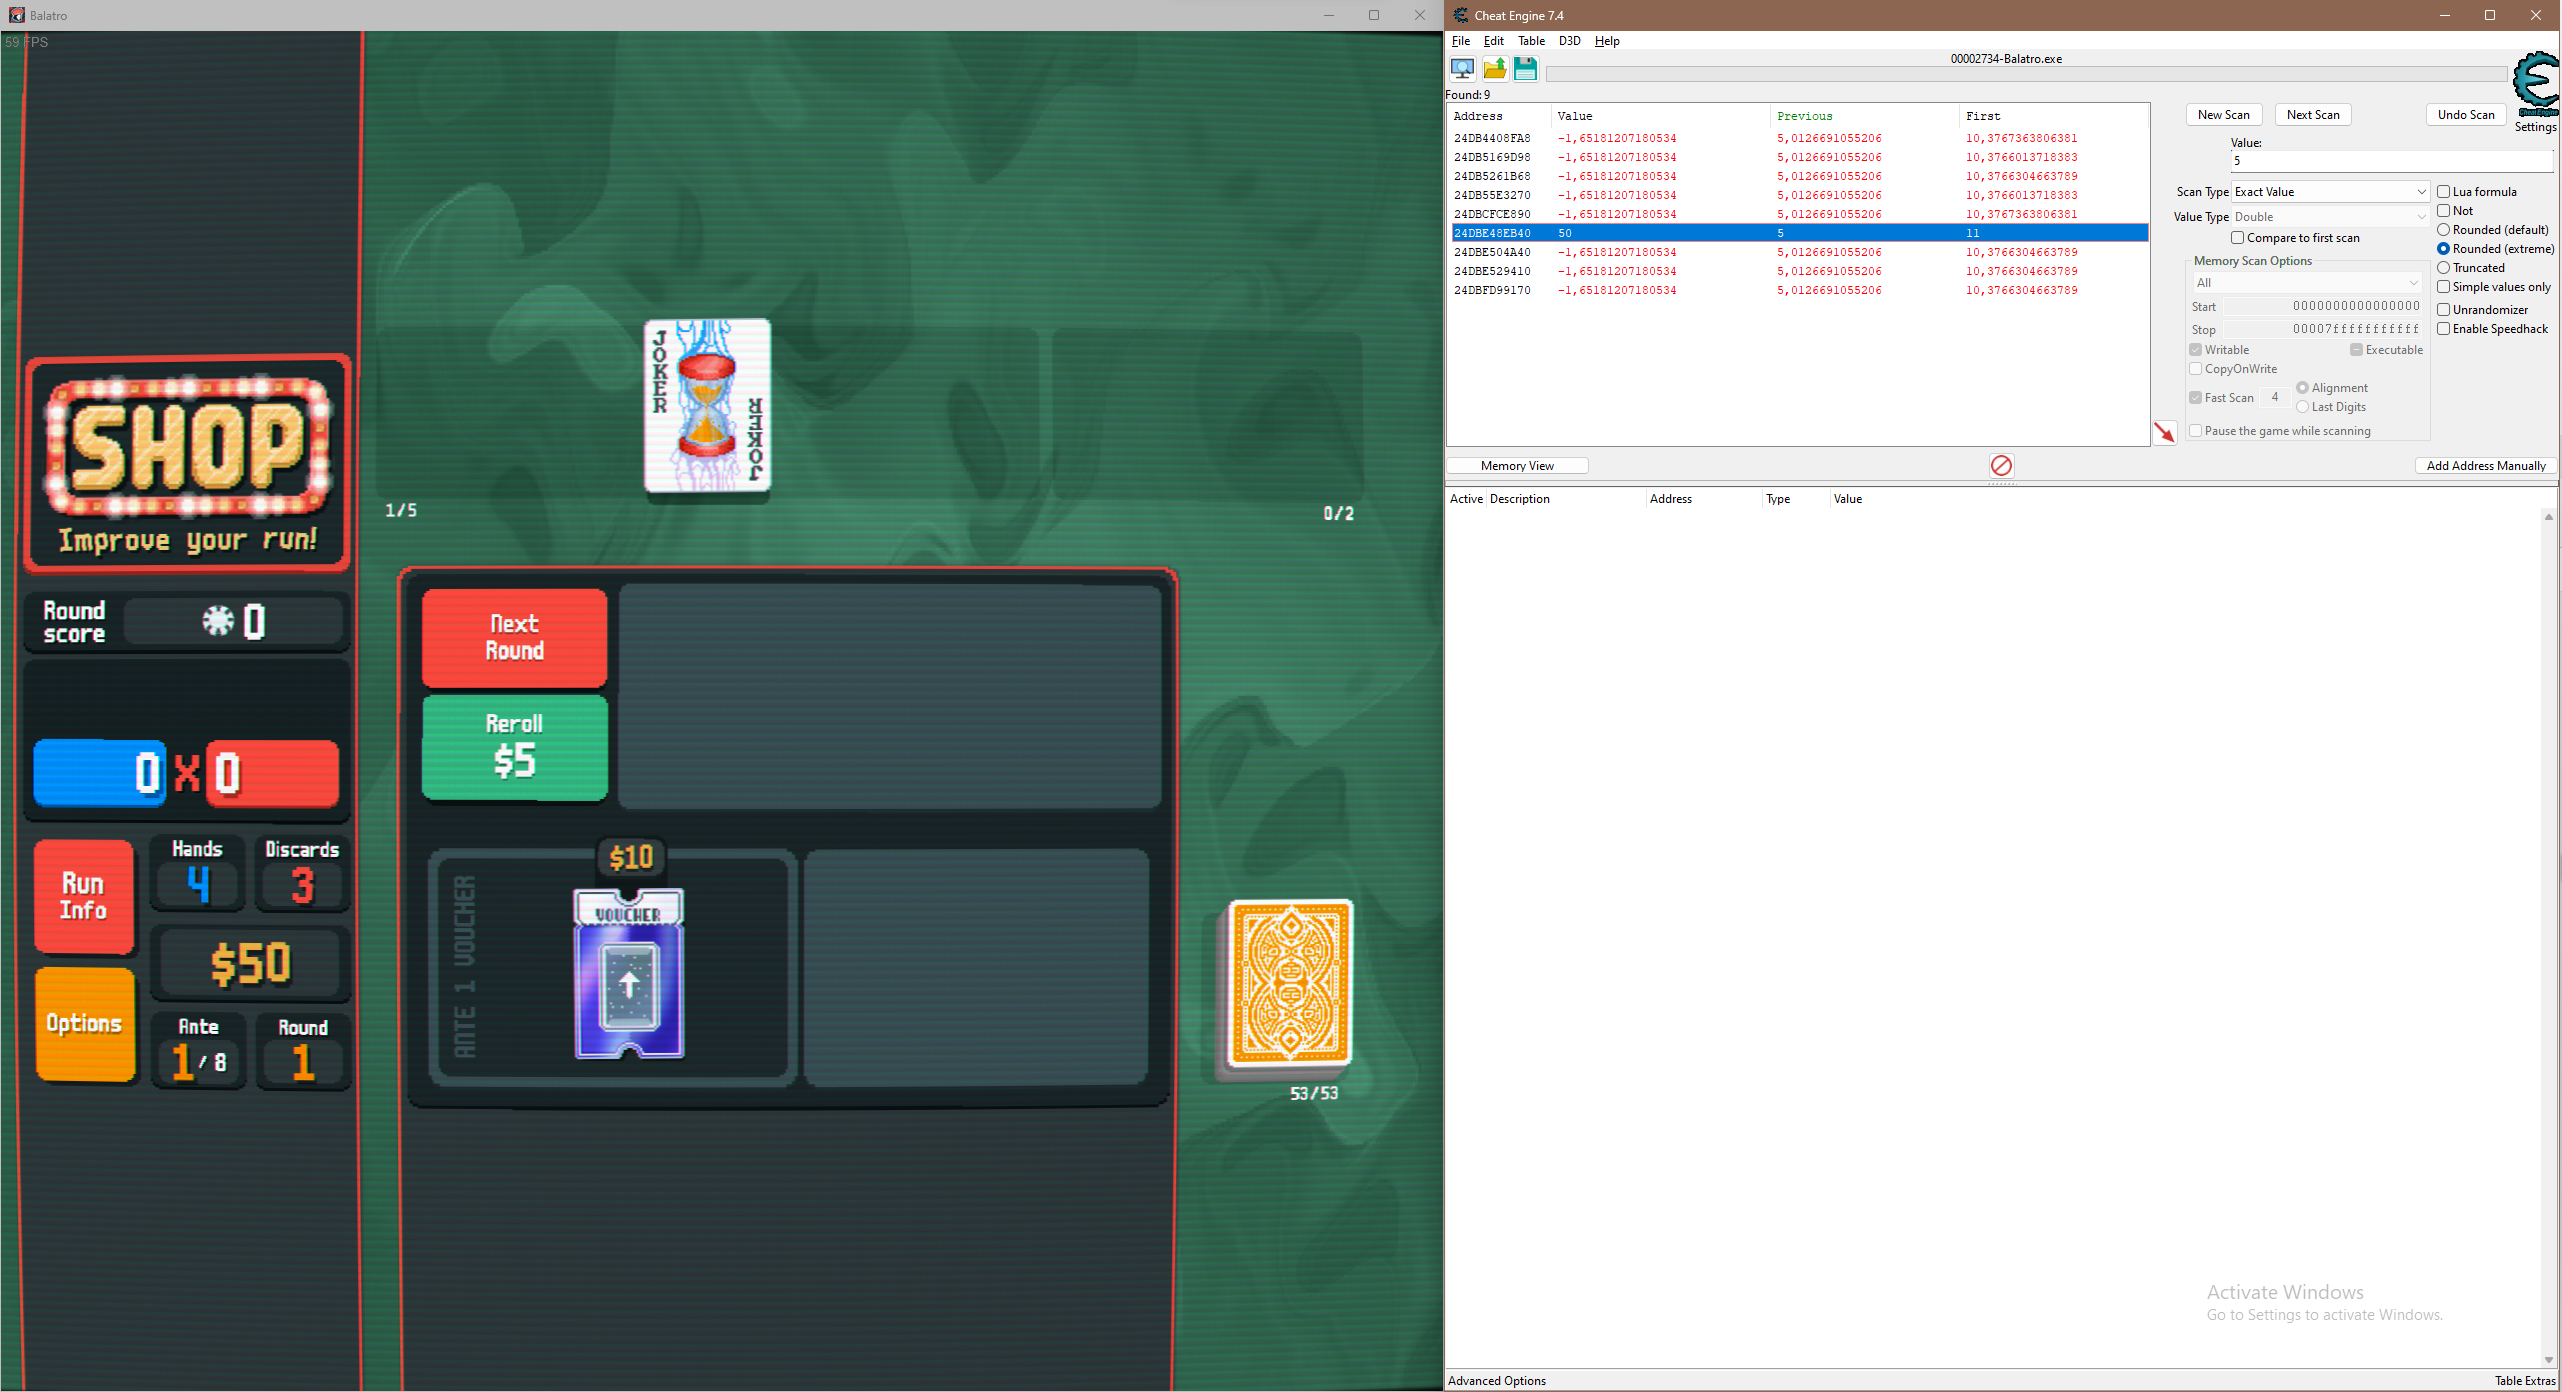 Balatro
59 FPS
SHOP
Improve your run!
Round
score
0
0 X 0
Run
Info
Hands
4
Discards
3
$50
Options
Ante
1 / 8
Round
1
JOKER
JOKER
1/5
0/2
Next
Round
Reroll
$5
$10
ANTE 1 VOUCHER
VOUCHER
53/53
Cheat Engine 7.4
File Edit Table D3D Help
00002734-Balatro.exe
Found: 9
Address Value Previous First
24DB4408FA8 -1,65181207180534 5,0126691055206 10,3767363806381
24DB5169D98 -1,65181207180534 5,0126691055206 10,3766013718383
24DB5261B68 -1,65181207180534 5,0126691055206 10,3766304663789
24DB55E3270 -1,65181207180534 5,0126691055206 10,3766013718383
24DBCFCE890 -1,65181207180534 5,0126691055206 10,3767363806381
24DBE48EB40 50 5 11
24DBE504A40 -1,65181207180534 5,0126691055206 10,3766304663789
24DBE529410 -1,65181207180534 5,0126691055206 10,3766304663789
24DBFD99170 -1,65181207180534 5,0126691055206 10,3766304663789
New Scan Next Scan Undo Scan
Settings
Value:
5
Scan Type Exact Value
Value Type Double
Compare to first scan
Lua formula
Not
Rounded (default)
Rounded (extreme)
Truncated
Simple values only
Unrandomizer
Enable Speedhack
Memory Scan Options
All
Start 0000000000000000
Stop 00007fffffffffff
Writable Executable
CopyOnWrite
Fast Scan 4 Alignment
Last Digits
Pause the game while scanning
Memory View Add Address Manually
Active Description Address Type Value
Activate Windows
Go to Settings to activate Windows.
Advanced Options Table Extras